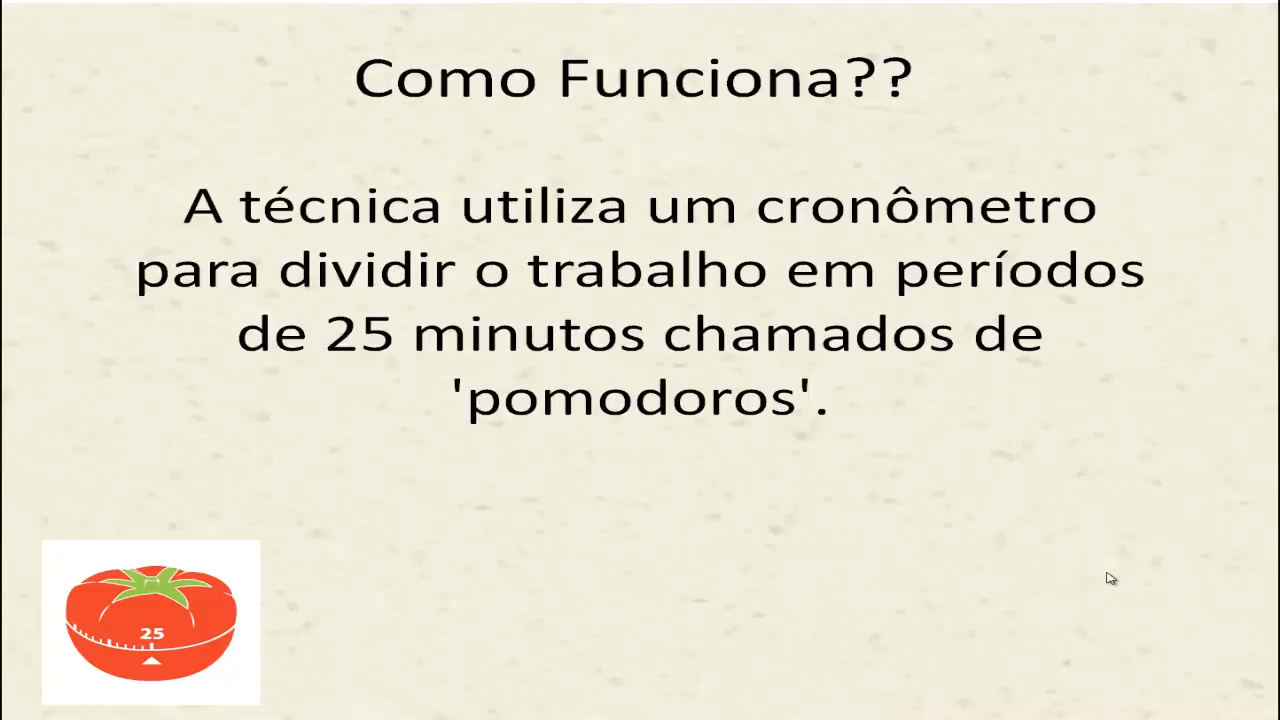 Como Funciona??
A técnica utiliza um cronômetro
para dividir o trabalho em períodos
de 25 minutos chamados de
'pomodoros'.
25